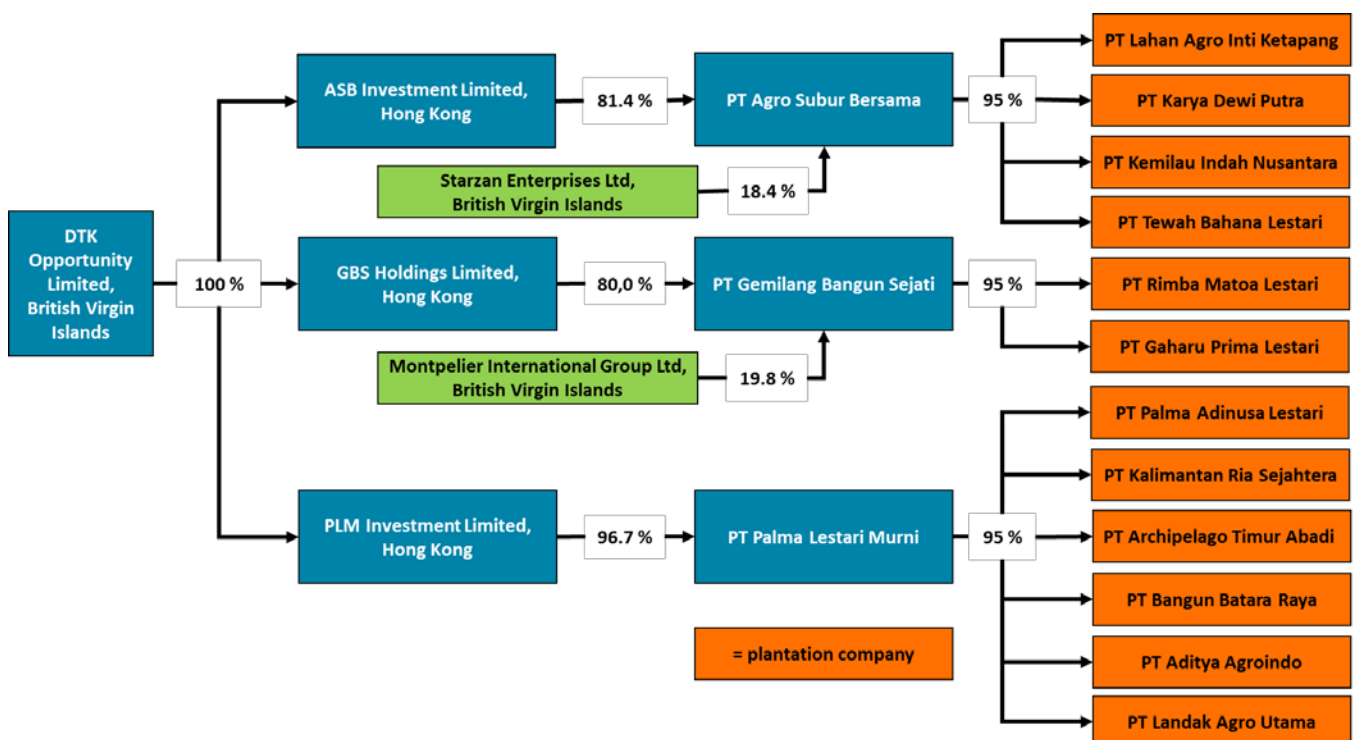 DTK
Opportunity
Limited,
British Virgin
Islands
100 %
ASB Investment Limited,
Hong Kong
81.4 %
PT Agro Subur Bersama
95 %
Starzan Enterprises Ltd,
British Virgin Islands
18.4 %
PT Lahan Agro Inti Ketapang
PT Karya Dewi Putra
PT Kemilau Indah Nusantara
PT Tewah Bahana Lestari
GBS Holdings Limited,
Hong Kong
80,0 %
PT Gemilang Bangun Sejati
95 %
Montpelier International Group Ltd,
British Virgin Islands
19.8 %
PT Rimba Matoa Lestari
PT Gaharu Prima Lestari
PLM Investment Limited,
Hong Kong
96.7 %
PT Palma Lestari Murni
95 %
PT Palma Adinusa Lestari
PT Kalimantan Ria Sejahtera
PT Archipelago Timur Abadi
PT Bangun Batara Raya
PT Aditya Agroindo
PT Landak Agro Utama
= plantation company